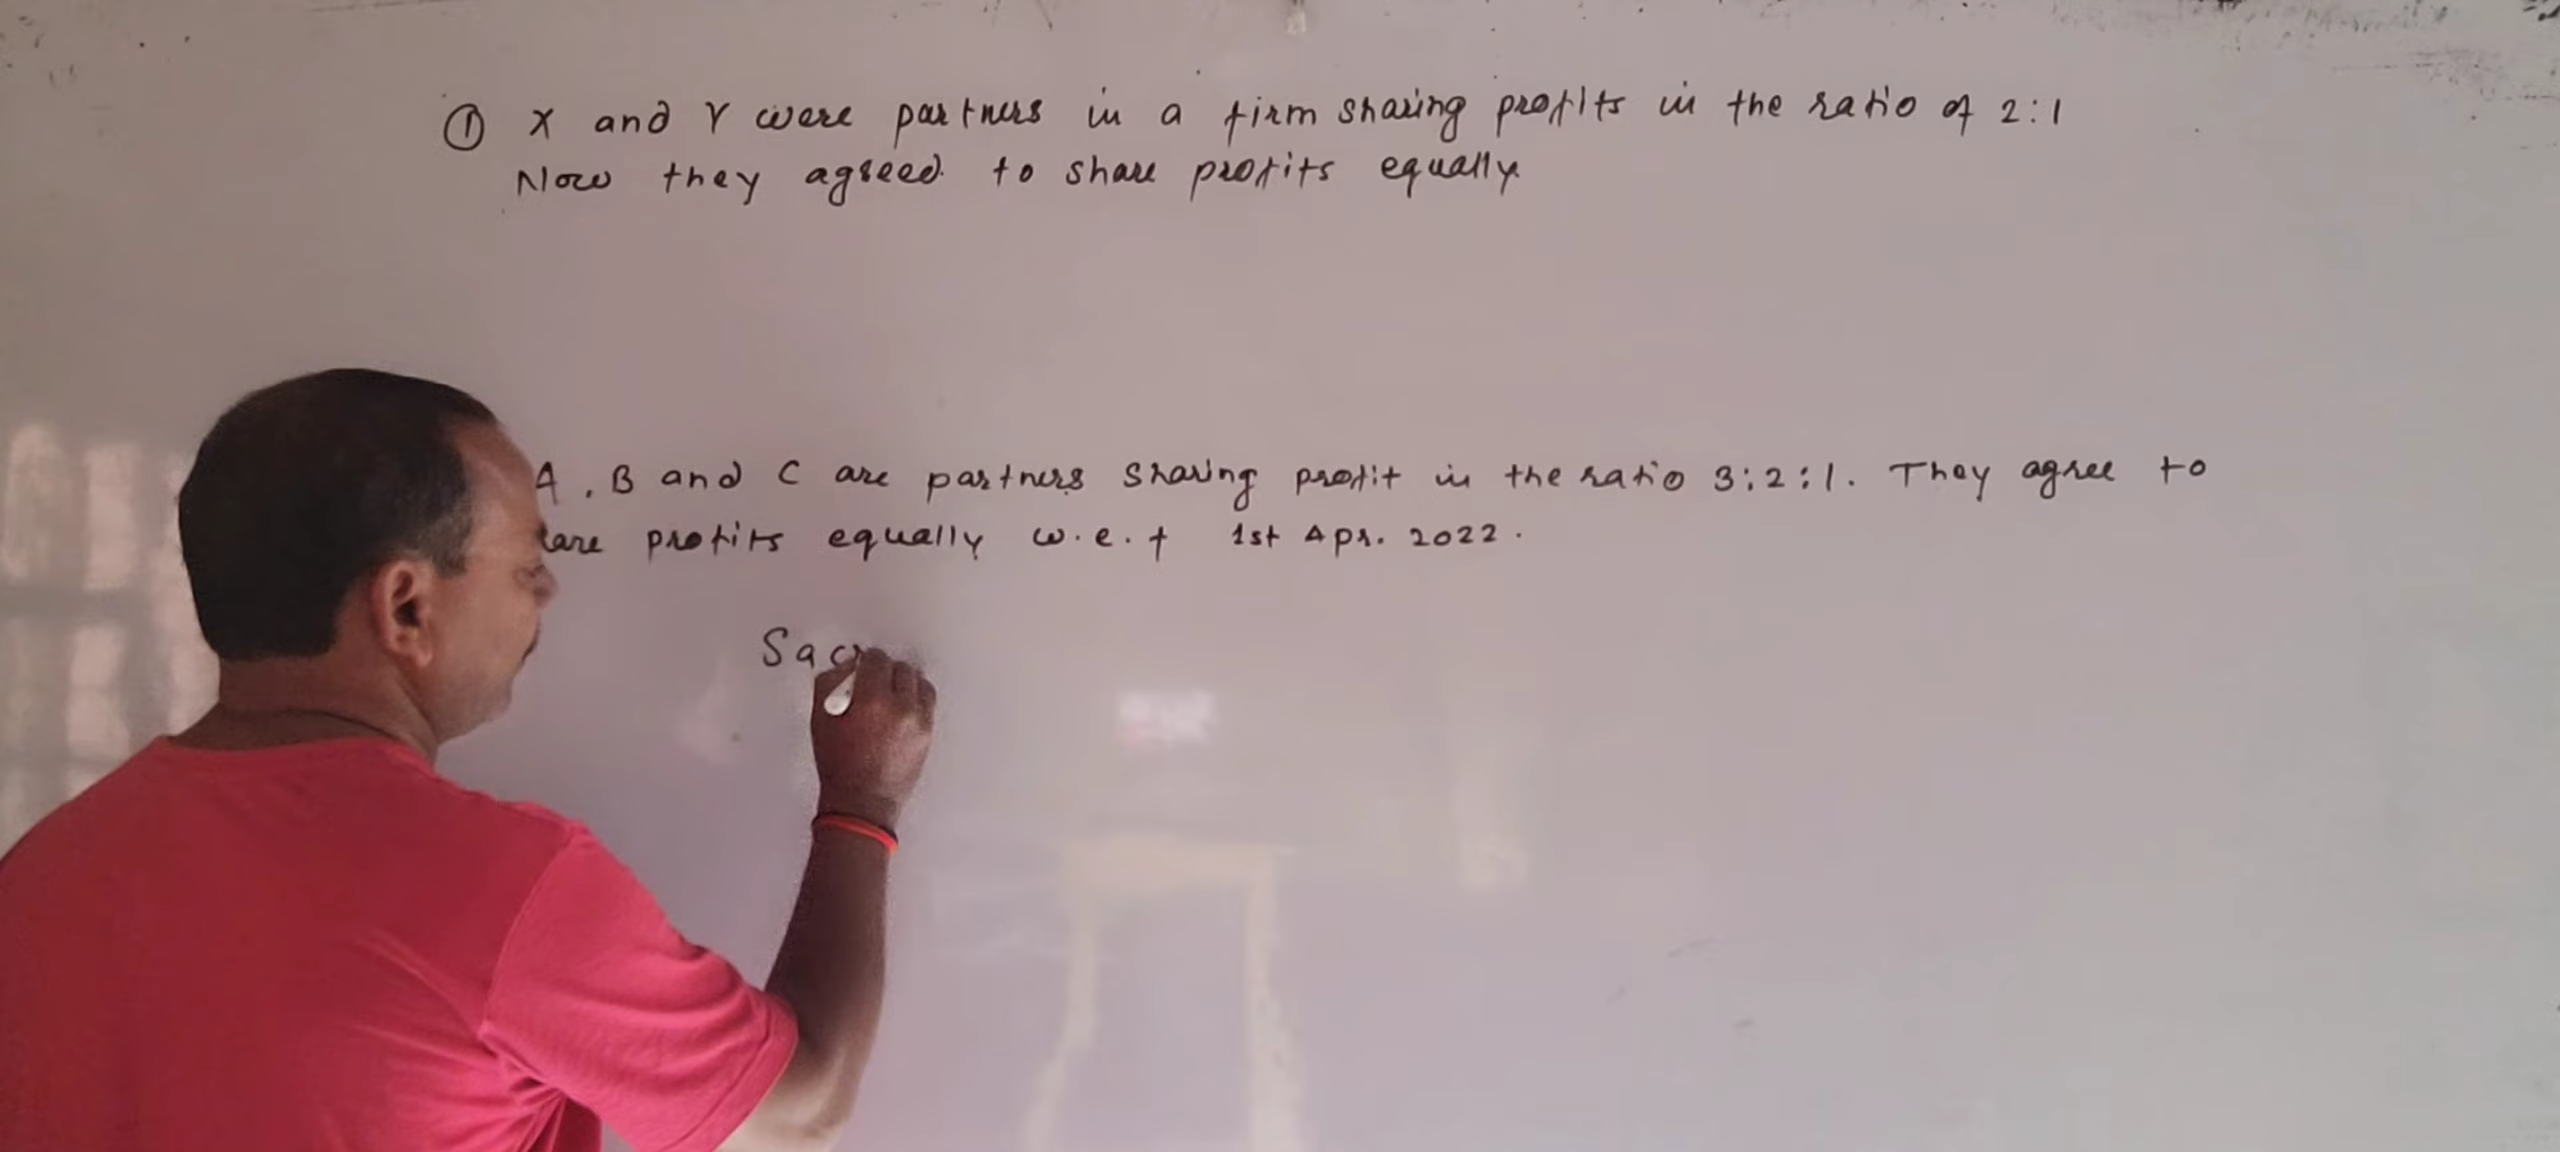 ① X and Y were partners in a firm sharing profits in the ratio of 2:1
Now they agreed to share profits equally
A, B and C are partners sharing profit in the ratio 3:2:1. They agree to
profits equally w.e.f 1st Apr. 2022.